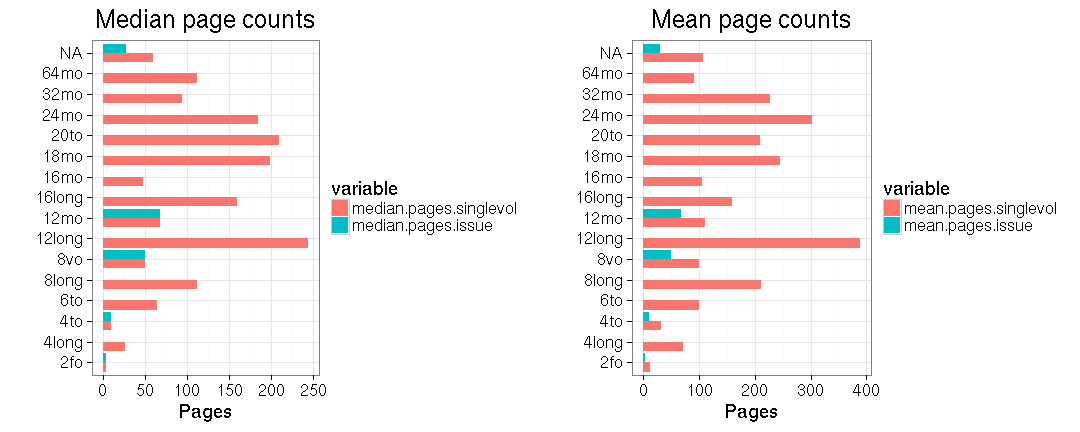 Median page counts
NA
64mo
32mo
24mo
20to
18mo
16mo
16long
12mo
12long
8vo
8long
6to
4to
4long
2fo
0 50 100 150 200 250
Pages
variable
median.pages.singlevol
median.pages.issue
Mean page counts
NA
64mo
32mo
24mo
20to
18mo
16mo
16long
12mo
12long
8vo
8long
6to
4to
4long
2fo
0 100 200 300 400
Pages
variable
mean.pages.singlevol
mean.pages.issue